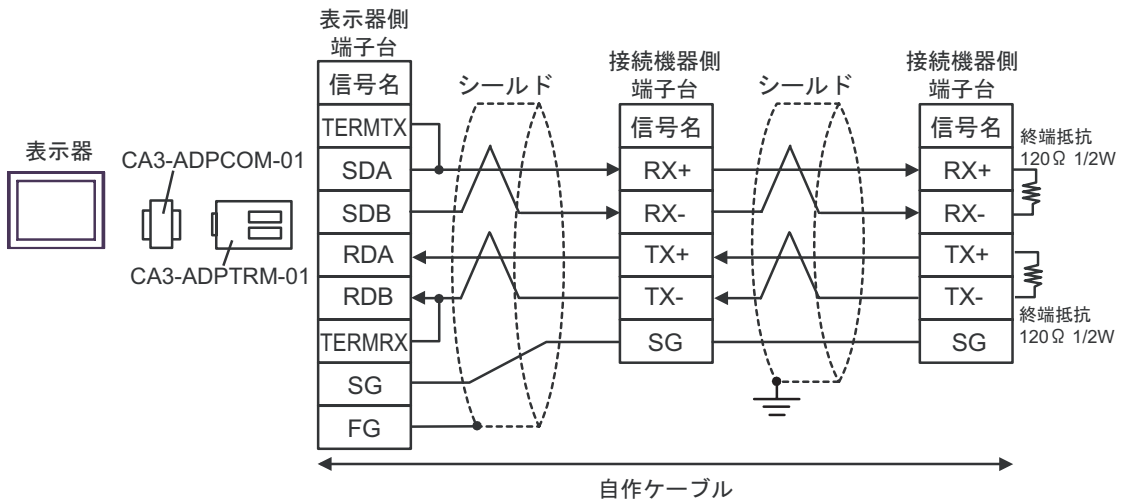 表示器側
端子台
信号名
TERMTX
SDA
SDB
RDA
RDB
TERMRX
SG
FG
表示器
CA3-ADPCOM-01
CA3-ADPTRM-01
シールド
接続機器側
端子台
信号名
RX+
RX-
TX+
TX-
SG
シールド
接続機器側
端子台
信号名
RX+
RX-
TX+
TX-
SG
終端抵抗
120Ω 1/2W
終端抵抗
120Ω 1/2W
自作ケーブル